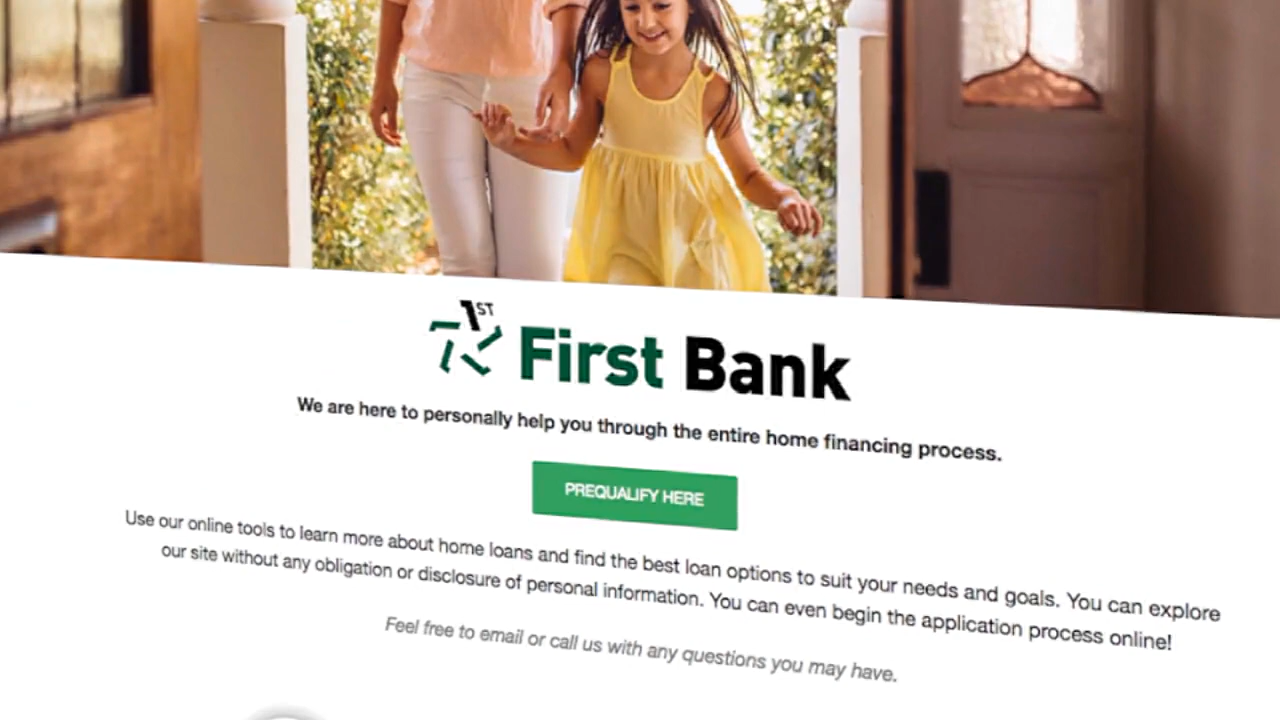 1ST
First Bank
We are here to personally help you through the entire home financing process.
PREQUALIFY HERE
Use our online tools to learn more about home loans and find the best loan options to suit your needs and goals. You can explore
our site without any obligation or disclosure of personal information. You can even begin the application process online!
Feel free to email or call us with any questions you may have.